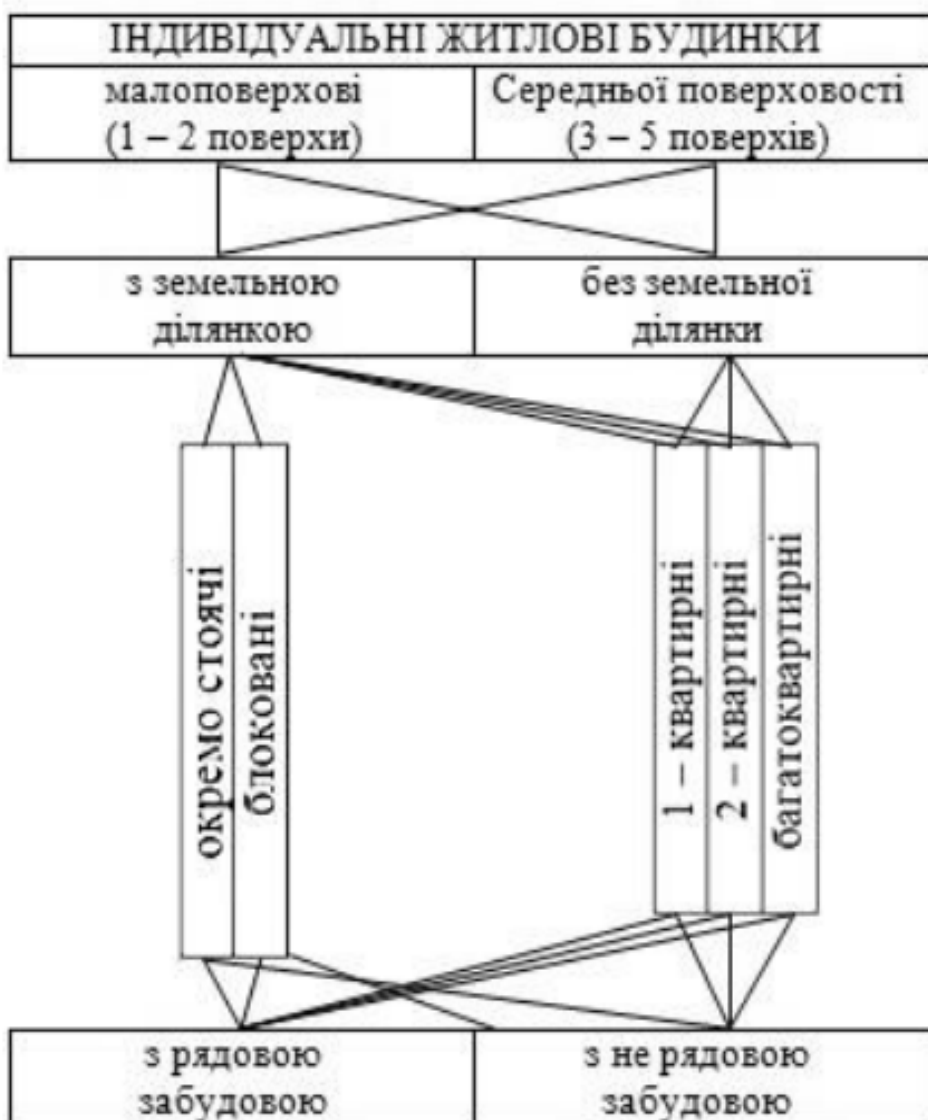 ІНДИВІДУАЛЬНІ ЖИТЛОВІ БУДИНКИ
малоповерхові
(1 – 2 поверхи)
Середньої поверховості
(3 – 5 поверхів)
з земельною
ділянкою
без земельної
ділянки
окремо стоячі
блоковані
1 – квартирні
2 – квартирні
багатоквартирні
з рядовою
забудовою
з не рядовою
забудовою